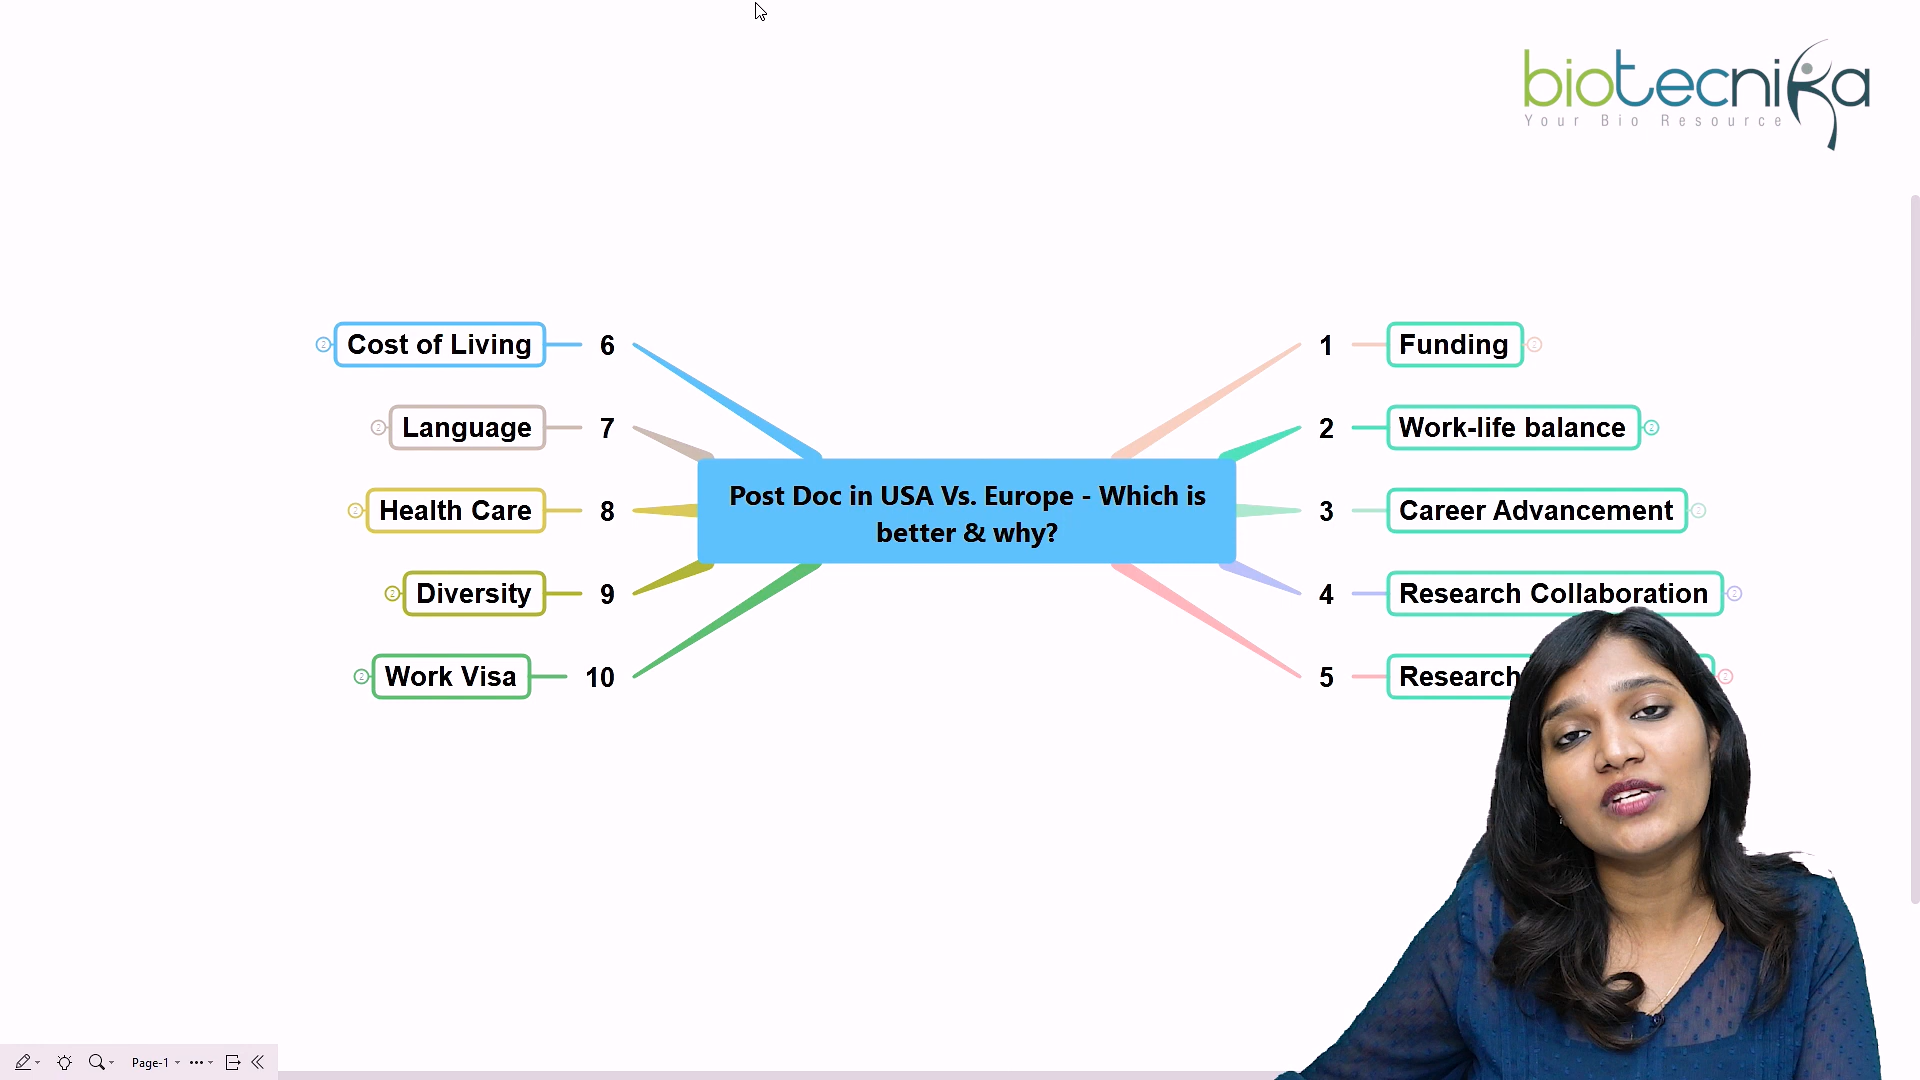 biotecnika
Your Bio Resource
Post Doc in USA Vs. Europe - Which is
better & why?
1 Funding
2 Work-life balance
3 Career Advancement
4 Research Collaboration
5 Research
6 Cost of Living
7 Language
8 Health Care
9 Diversity
10 Work Visa
Page-1